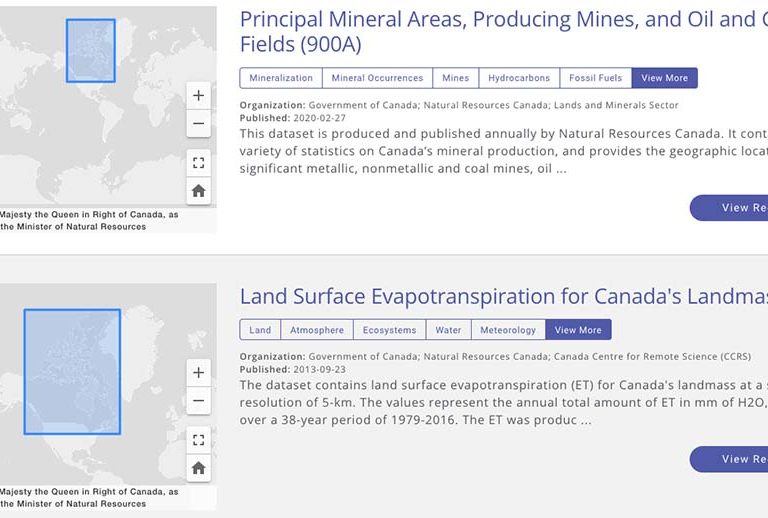 Principal Mineral Areas, Producing Mines, and Oil and
Fields (900A)
Mineralization
Mineral Occurrences
Mines
Hydrocarbons
Fossil Fuels
View More
Organization: Government of Canada; Natural Resources Canada; Lands and Minerals Sector
Published: 2020-02-27
This dataset is produced and published annually by Natural Resources Canada. It
variety of statistics on Canada's mineral production, and provides the geographic
significant metallic, nonmetallic and coal mines, oil ...
View
+
−
Majesty the Queen in Right of Canada, as
the Minister of Natural Resources
Land Surface Evapotranspiration for Canada's
Land
Atmosphere
Ecosystems
Water
Meteorology
View More
Organization: Government of Canada; Natural Resources Canada; Canada Centre for Remote Science (CCRS)
Published: 2013-09-23
The dataset contains land surface evapotranspiration (ET) for Canada's landmass at a
resolution of 5-km. The values represent the annual total amount of ET in mm of H2O,
over a 38-year period of 1979-2016. The ET was produc ...
View
+
−
Majesty the Queen in Right of Canada, as
the Minister of Natural Resources